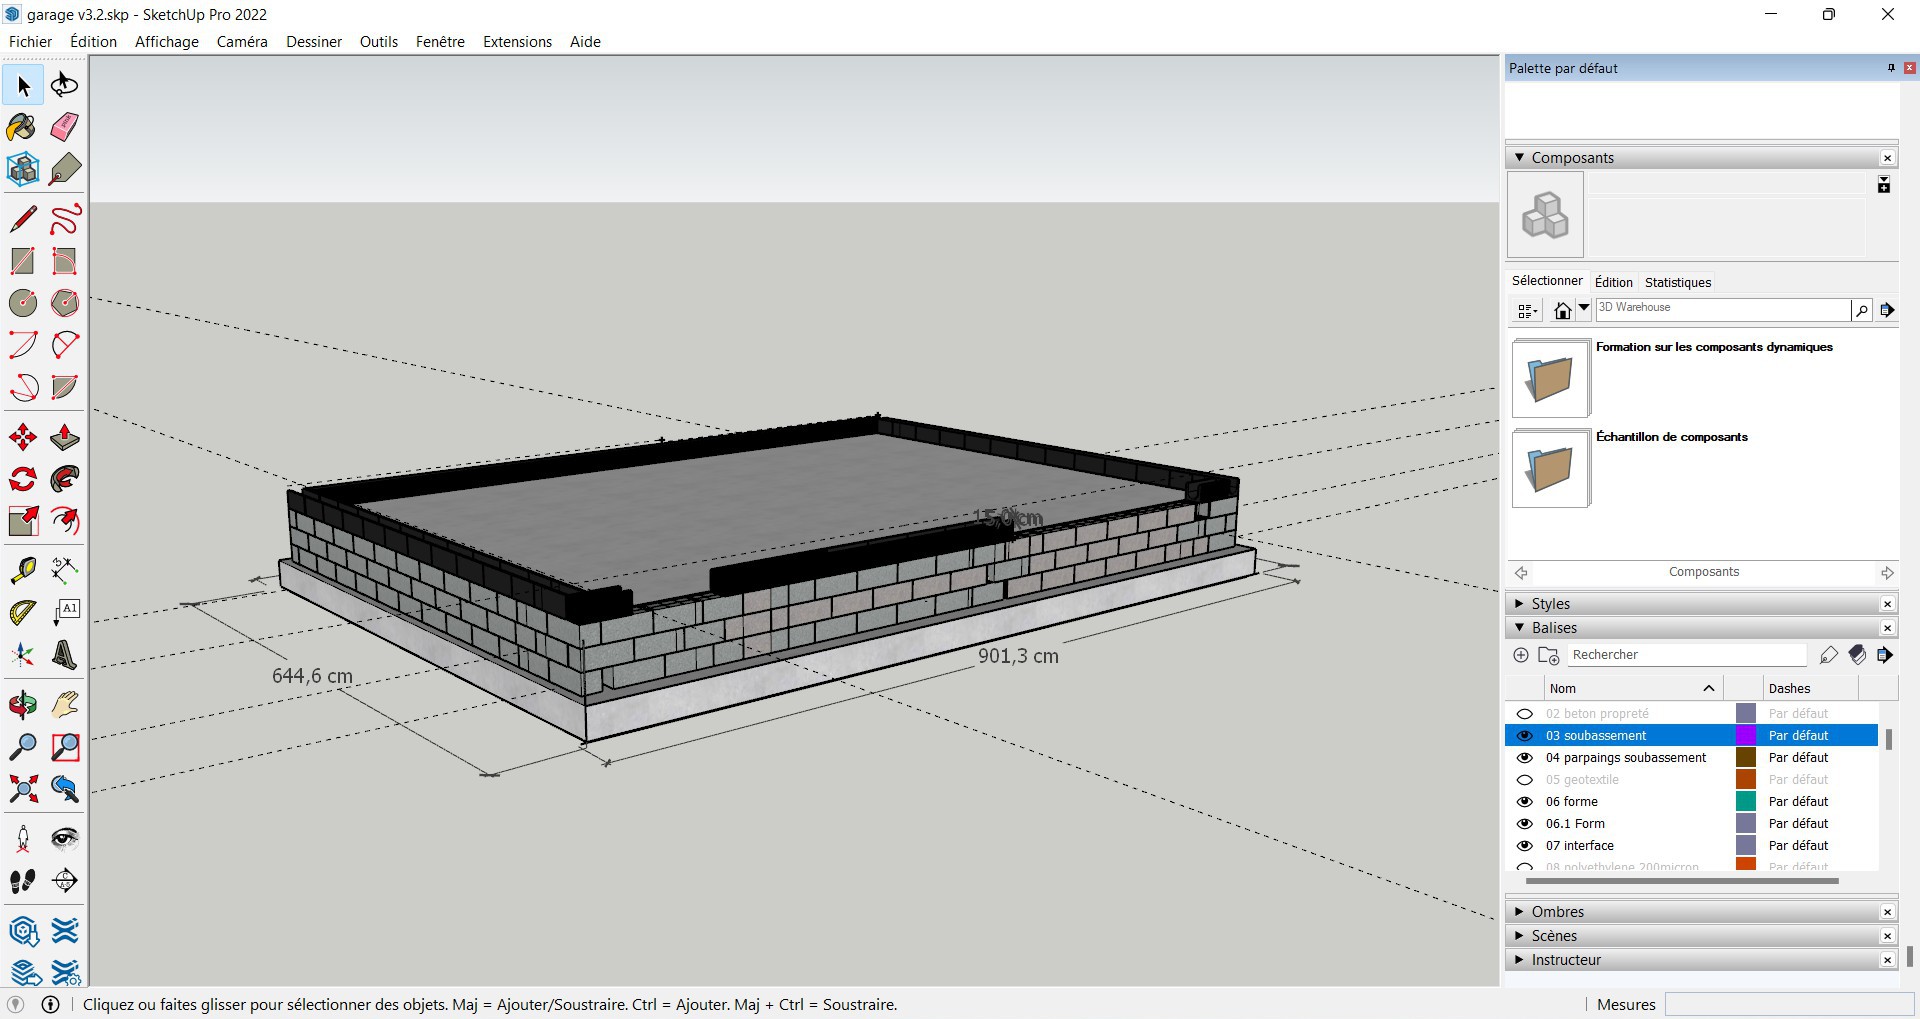 garage v3.2.skp - SketchUp Pro 2022
Fichier Édition Affichage Caméra Dessiner Outils Fenêtre Extensions Aide
Palette par défaut
Composants
Sélectionner Édition Statistiques
3D Warehouse
Formation sur les composants dynamiques
Échantillon de composants
Composants
Styles
Balises
Rechercher
Nom Dashes
02 beton propreté Par défaut
03 soubassement Par défaut
04 parpaings soubassement Par défaut
05 geotextile Par défaut
06 forme Par défaut
06.1 Form Par défaut
07 interface Par défaut
08 polyethylene 200micron Par défaut
Ombres
Scènes
Instructeur
A1
644,6 cm
901,3 cm
Cliquez ou faites glisser pour sélectionner des objets. Maj = Ajouter/Soustraire. Ctrl = Ajouter. Maj + Ctrl = Soustraire.
Mesures